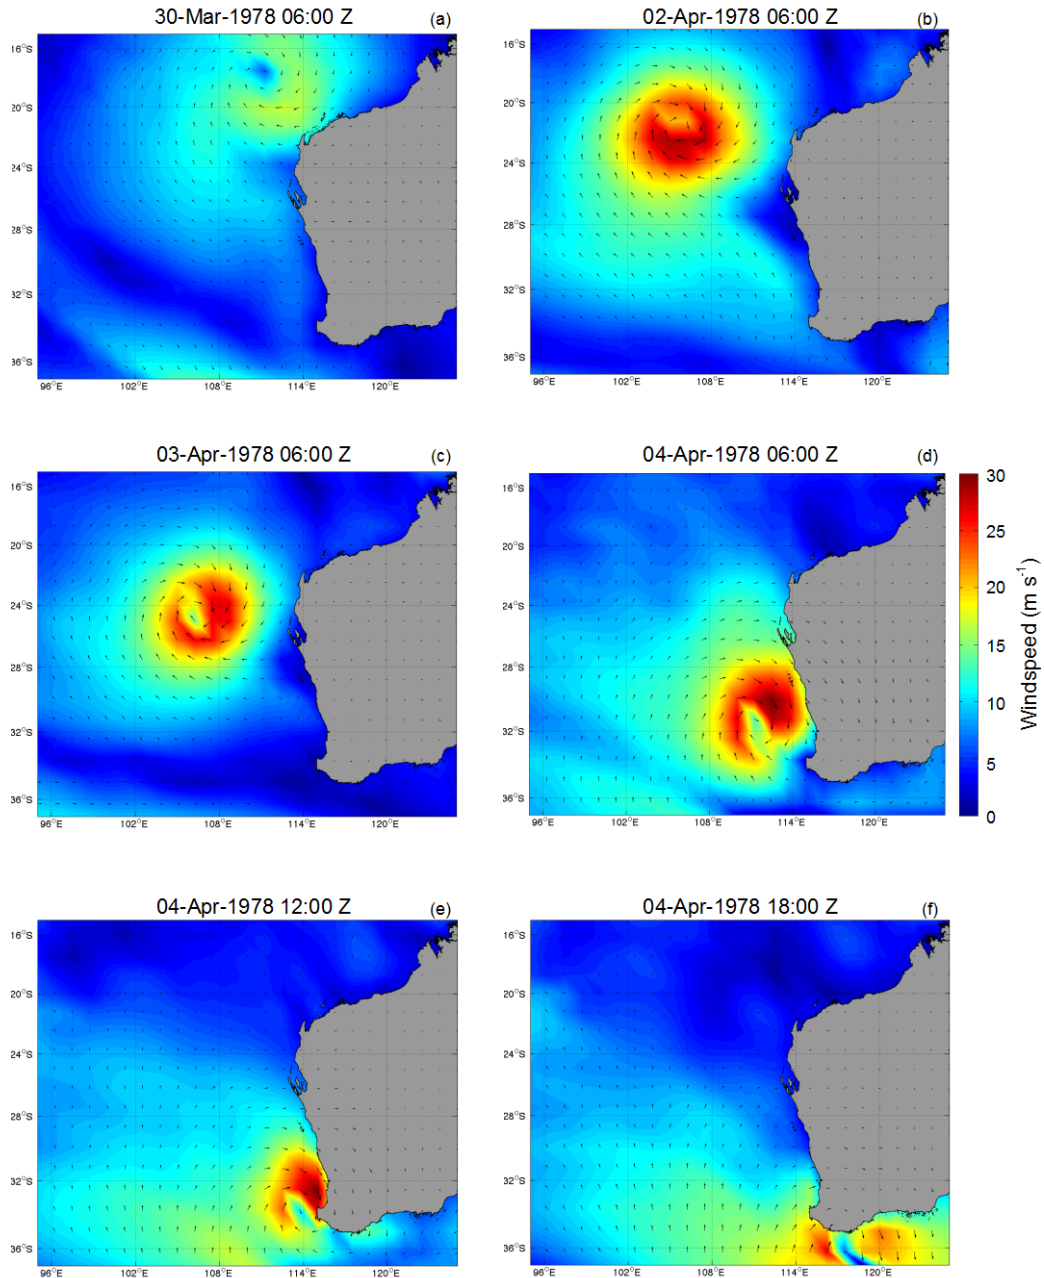 30-Mar-1978 06:00 Z (a)
16°S
20°S
24°S
28°S
32°S
36°S
96°E 102°E 108°E 114°E 120°E
02-Apr-1978 06:00 Z (b)
16°S
20°S
24°S
28°S
32°S
36°S
96°E 102°E 108°E 114°E 120°E
03-Apr-1978 06:00 Z (c)
16°S
20°S
24°S
28°S
32°S
36°S
96°E 102°E 108°E 114°E 120°E
04-Apr-1978 06:00 Z (d)
16°S
20°S
24°S
28°S
32°S
36°S
96°E 102°E 108°E 114°E 120°E
30
25
20
15
10
5
0
Windspeed (m s⁻¹)
04-Apr-1978 12:00 Z (e)
16°S
20°S
24°S
28°S
32°S
36°S
96°E 102°E 108°E 114°E 120°E
04-Apr-1978 18:00 Z (f)
16°S
20°S
24°S
28°S
32°S
36°S
96°E 102°E 108°E 114°E 120°E